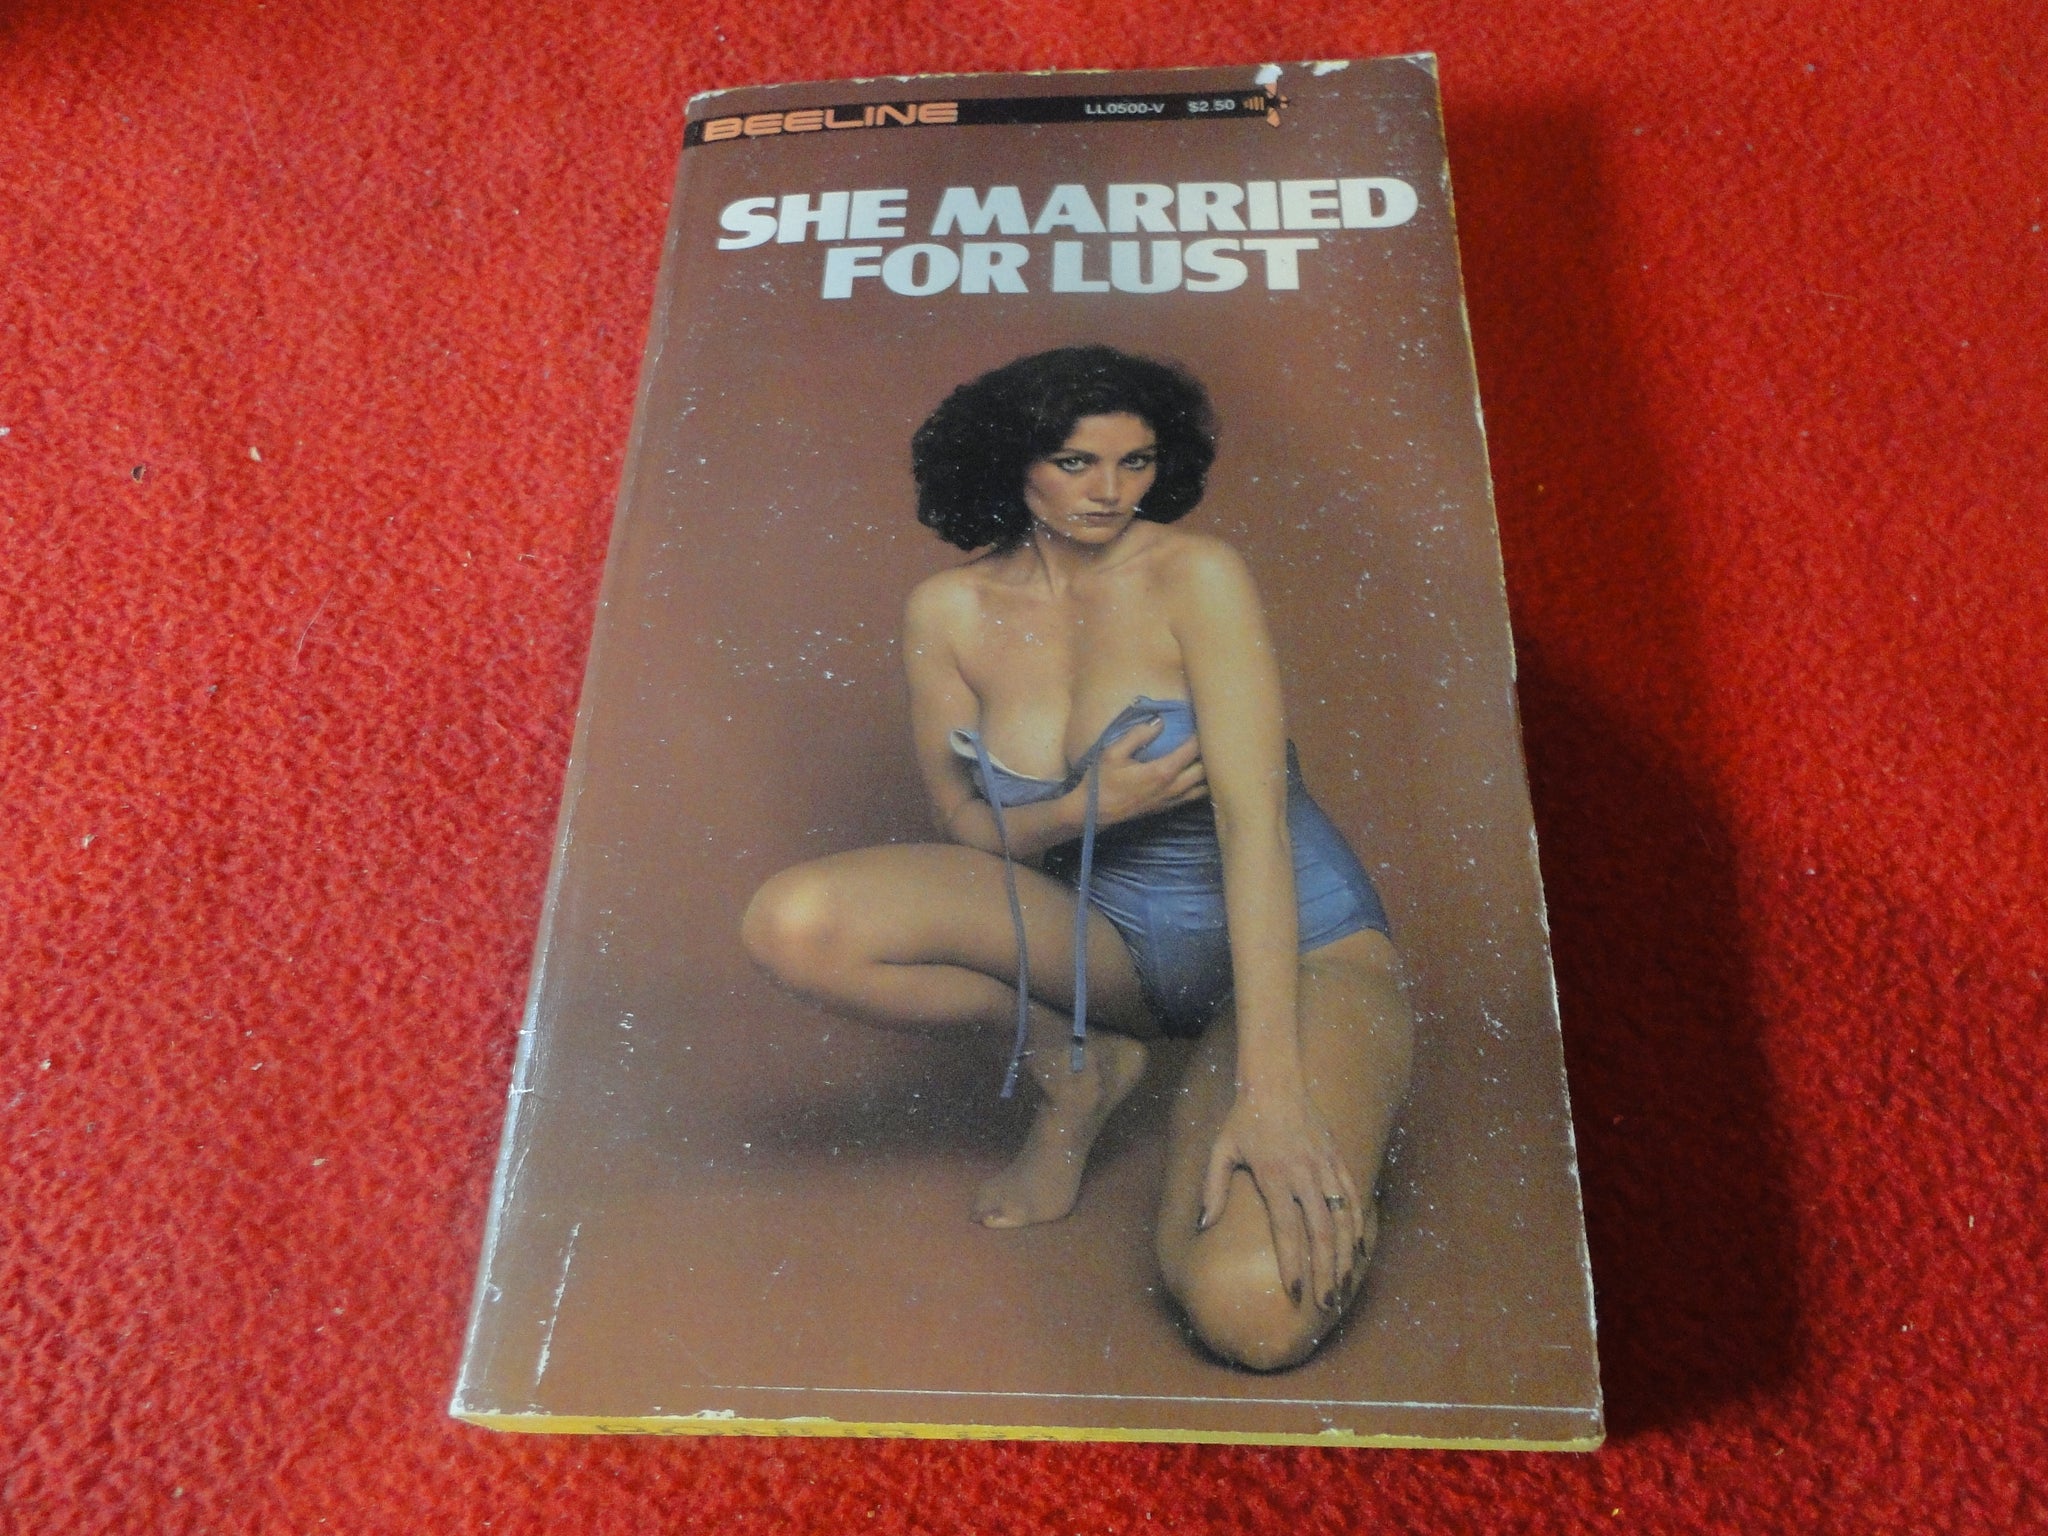 BEELINE LL0500-V $2.50
SHE MARRIED
FOR LUST